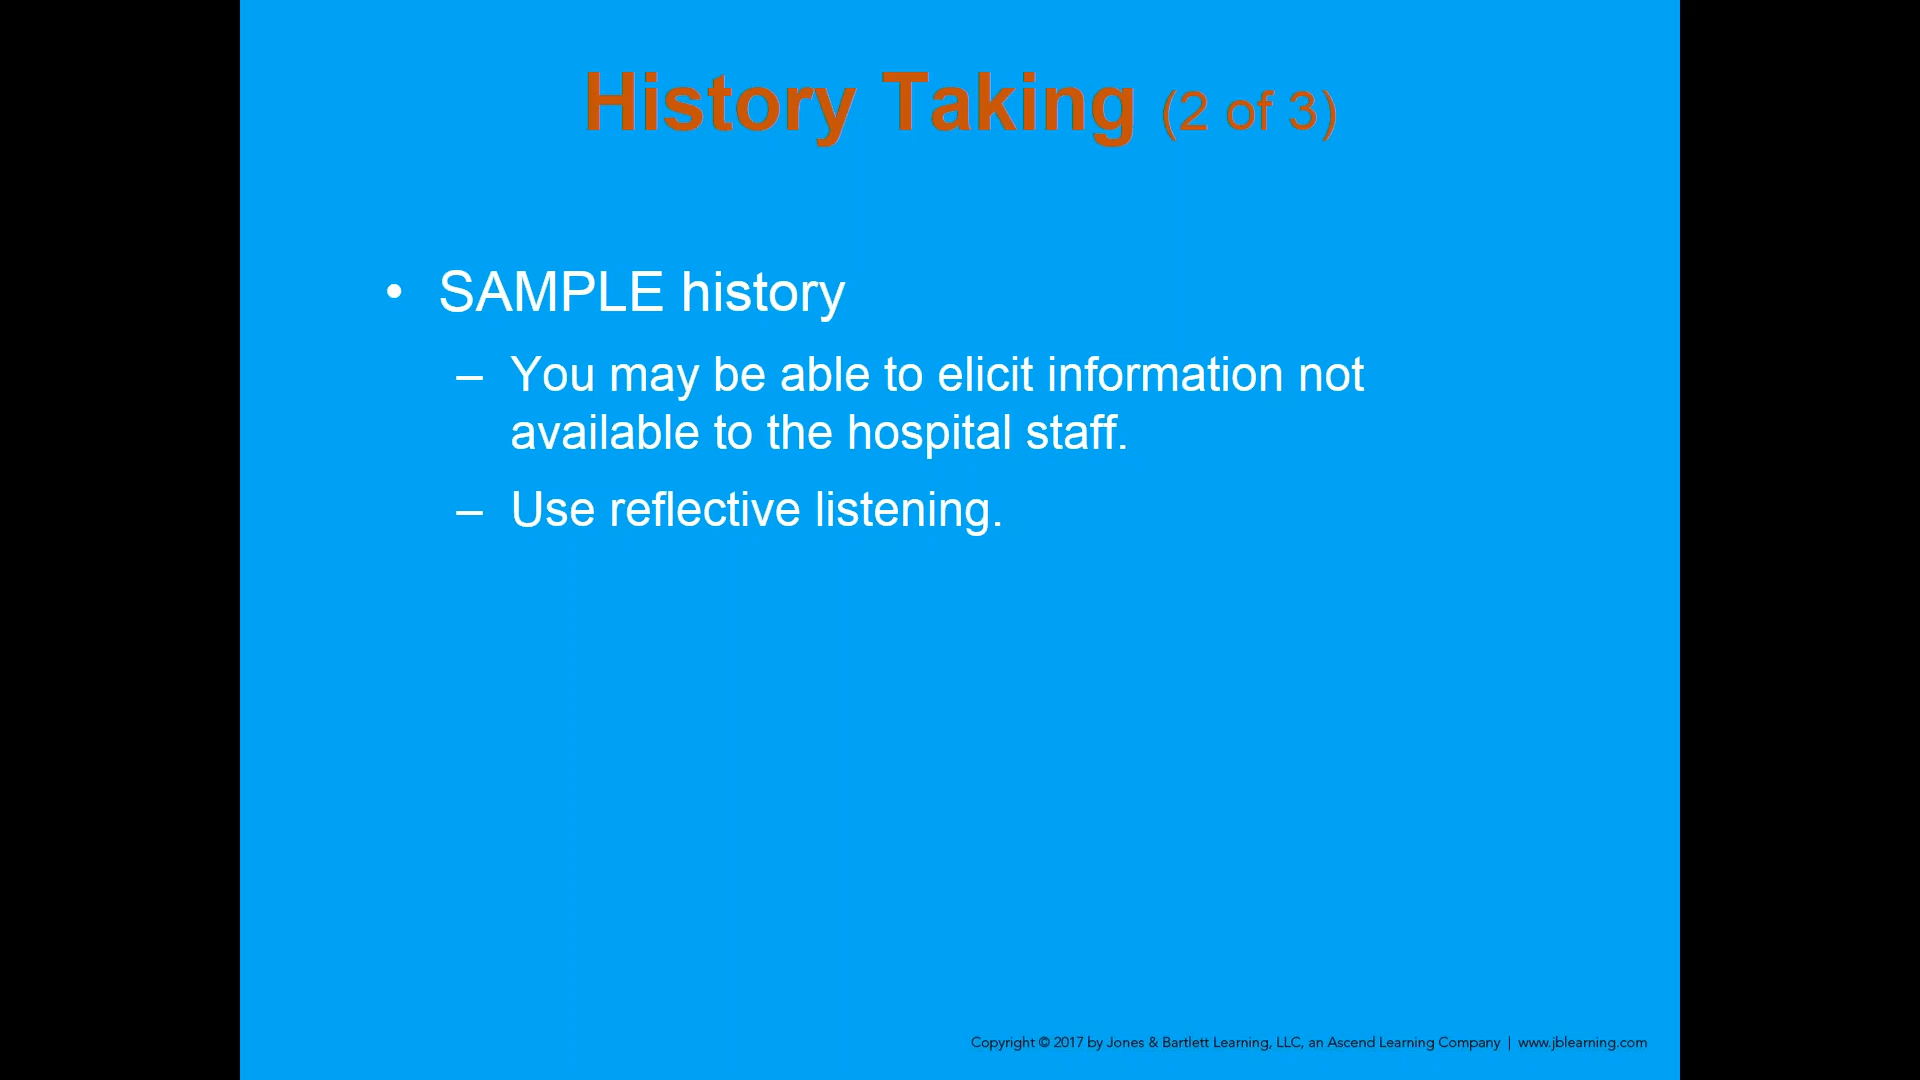 History Taking (2 of 3)
• SAMPLE history
– You may be able to elicit information not
available to the hospital staff.
– Use reflective listening.
Copyright © 2017 by Jones & Bartlett Learning, LLC, an Ascend Learning Company | www.jblearning.com